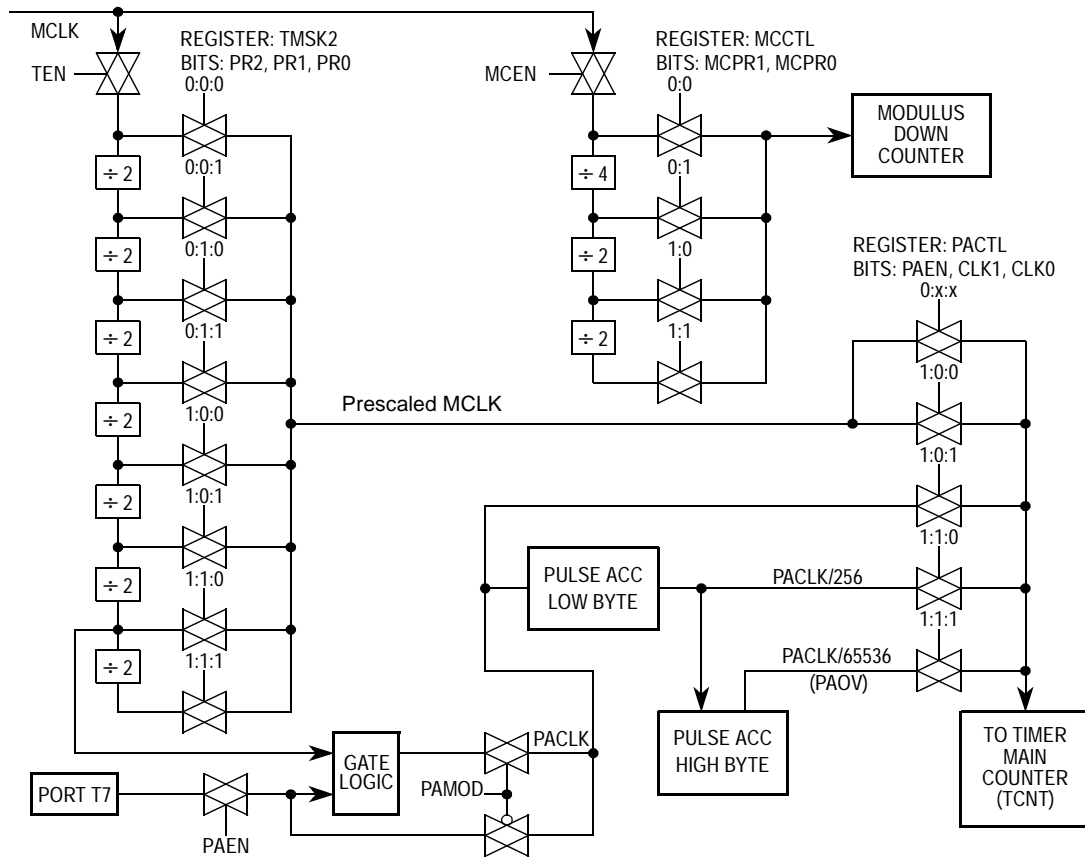 MCLK
TEN
REGISTER: TMSK2
BITS: PR2, PR1, PR0
0:0:0
÷ 2
0:0:1
÷ 2
0:1:0
÷ 2
0:1:1
÷ 2
1:0:0
÷ 2
1:0:1
÷ 2
1:1:0
÷ 2
1:1:1
MCEN
REGISTER: MCCTL
BITS: MCPR1, MCPR0
0:0
÷ 4
0:1
÷ 2
1:0
÷ 2
1:1
MODULUS
DOWN
COUNTER
REGISTER: PACTL
BITS: PAEN, CLK1, CLK0
0:x:x
1:0:0
Prescaled MCLK
1:0:1
1:1:0
PULSE ACC
LOW BYTE
PACLK/256
1:1:1
PACLK/65536
(PAOV)
PULSE ACC
HIGH BYTE
TO TIMER
MAIN
COUNTER
(TCNT)
PORT T7
PAEN
GATE
LOGIC
PACLK
PAMOD